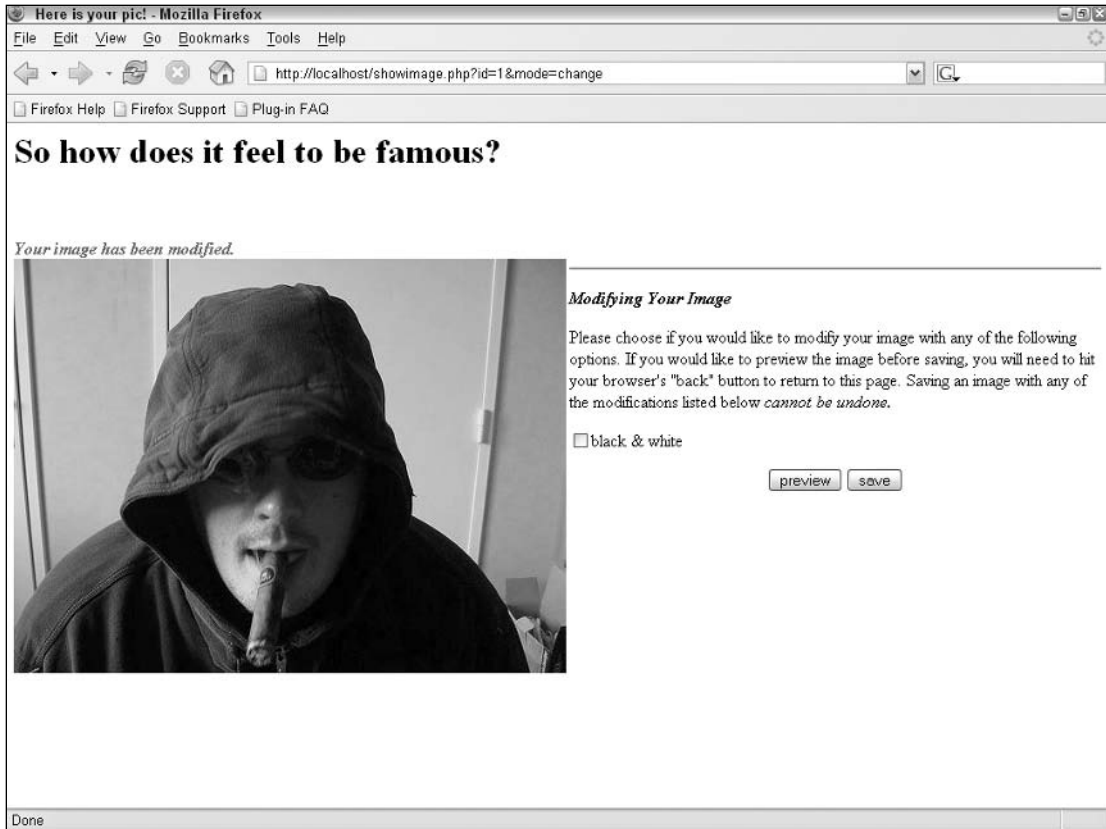 Here is your pic! - Mozilla Firefox
File Edit View Go Bookmarks Tools Help
http://localhost/showimage.php?id=1&mode=change
G
Firefox Help Firefox Support Plug-in FAQ
So how does it feel to be famous?
Your image has been modified.
Modifying Your Image
Please choose if you would like to modify your image with any of the following
options. If you would like to preview the image before saving, you will need to hit
your browser's "back" button to return to this page. Saving an image with any of
the modifications listed below cannot be undone.
black & white
preview save
Done